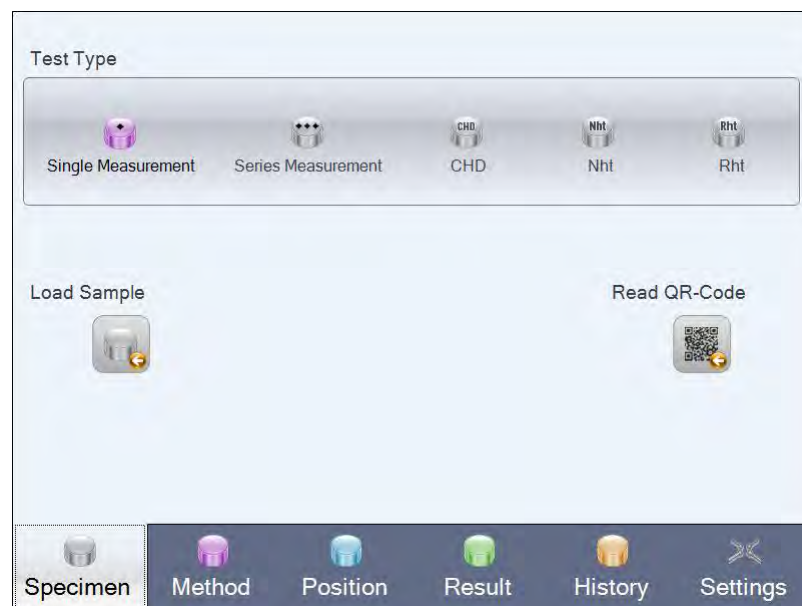 Test Type
CHD Nht Rht
Single Measurement Series Measurement CHD Nht Rht
Load Sample Read QR-Code
Specimen Method Position Result History Settings